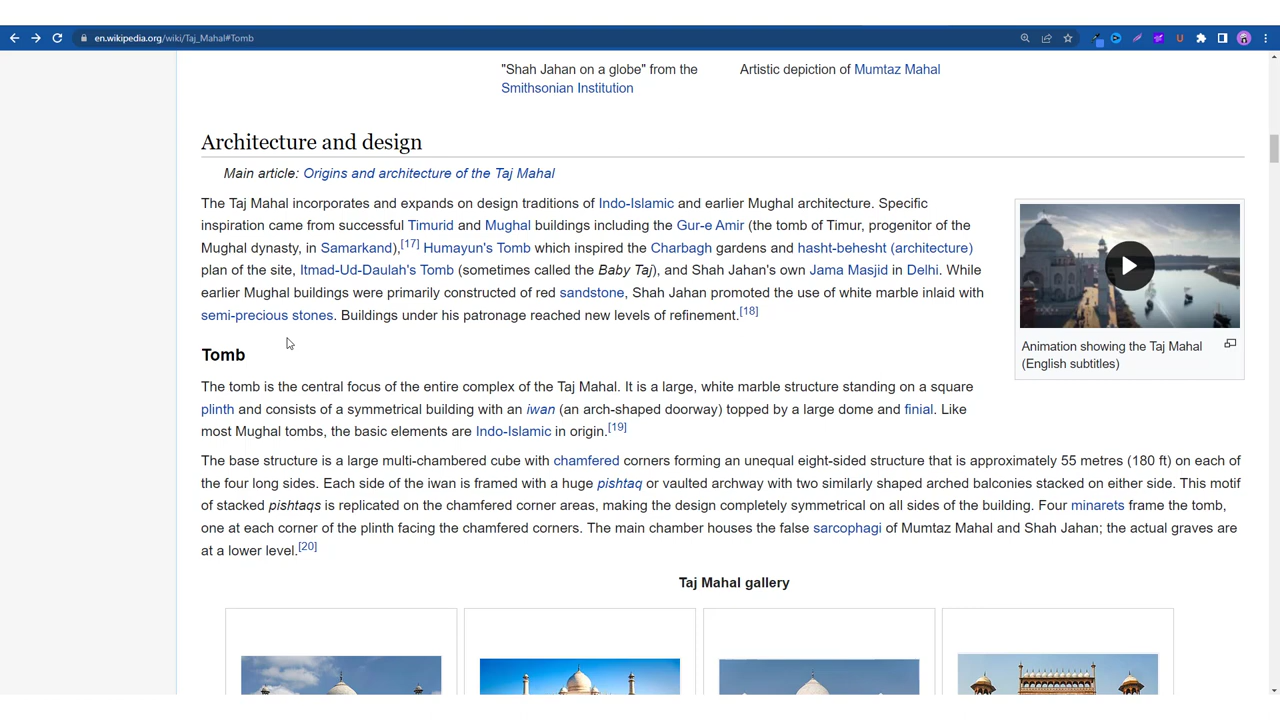 en.wikipedia.org/wiki/Taj_Mahal#Tomb
"Shah Jahan on a globe" from the
Smithsonian Institution
Artistic depiction of Mumtaz Mahal
Architecture and design
Main article: Origins and architecture of the Taj Mahal
The Taj Mahal incorporates and expands on design traditions of Indo-Islamic and earlier Mughal architecture. Specific
inspiration came from successful Timurid and Mughal buildings including the Gur-e Amir (the tomb of Timur, progenitor of the
Mughal dynasty, in Samarkand),[17] Humayun's Tomb which inspired the Charbagh gardens and hasht-behesht (architecture)
plan of the site, Itmad-Ud-Daulah's Tomb (sometimes called the Baby Taj), and Shah Jahan's own Jama Masjid in Delhi. While
earlier Mughal buildings were primarily constructed of red sandstone, Shah Jahan promoted the use of white marble inlaid with
semi-precious stones. Buildings under his patronage reached new levels of refinement.[18]
Animation showing the Taj Mahal
(English subtitles)
Tomb
The tomb is the central focus of the entire complex of the Taj Mahal. It is a large, white marble structure standing on a square
plinth and consists of a symmetrical building with an iwan (an arch-shaped doorway) topped by a large dome and finial. Like
most Mughal tombs, the basic elements are Indo-Islamic in origin.[19]
The base structure is a large multi-chambered cube with chamfered corners forming an unequal eight-sided structure that is approximately 55 metres (180 ft) on each of
the four long sides. Each side of the iwan is framed with a huge pishtaq or vaulted archway with two similarly shaped arched balconies stacked on either side. This motif
of stacked pishtaqs is replicated on the chamfered corner areas, making the design completely symmetrical on all sides of the building. Four minarets frame the tomb,
one at each corner of the plinth facing the chamfered corners. The main chamber houses the false sarcophagi of Mumtaz Mahal and Shah Jahan; the actual graves are
at a lower level.[20]
Taj Mahal gallery